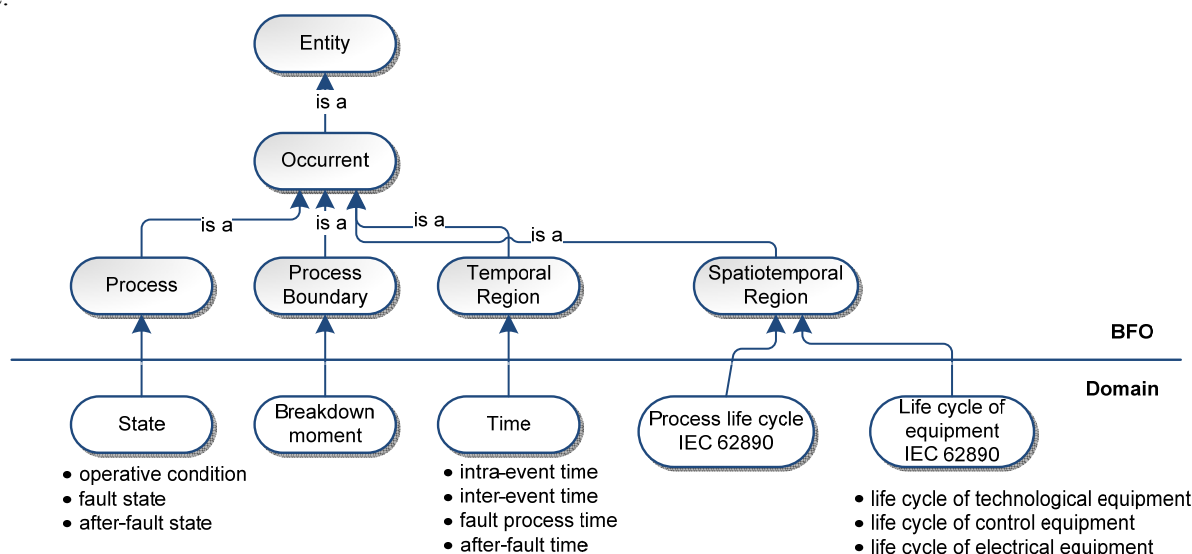 Entity
is a
Occurrent
is a
is a
is a
is a
Process
Process
Boundary
Temporal
Region
Spatiotemporal
Region
BFO
Domain
State
Breakdown
moment
Time
Process life cycle
IEC 62890
Life cycle of
equipment
IEC 62890
• operative condition
• fault state
• after-fault state
• intra-event time
• inter-event time
• fault process time
• after-fault time
• life cycle of technological equipment
• life cycle of control equipment
• life cycle of electrical equipment